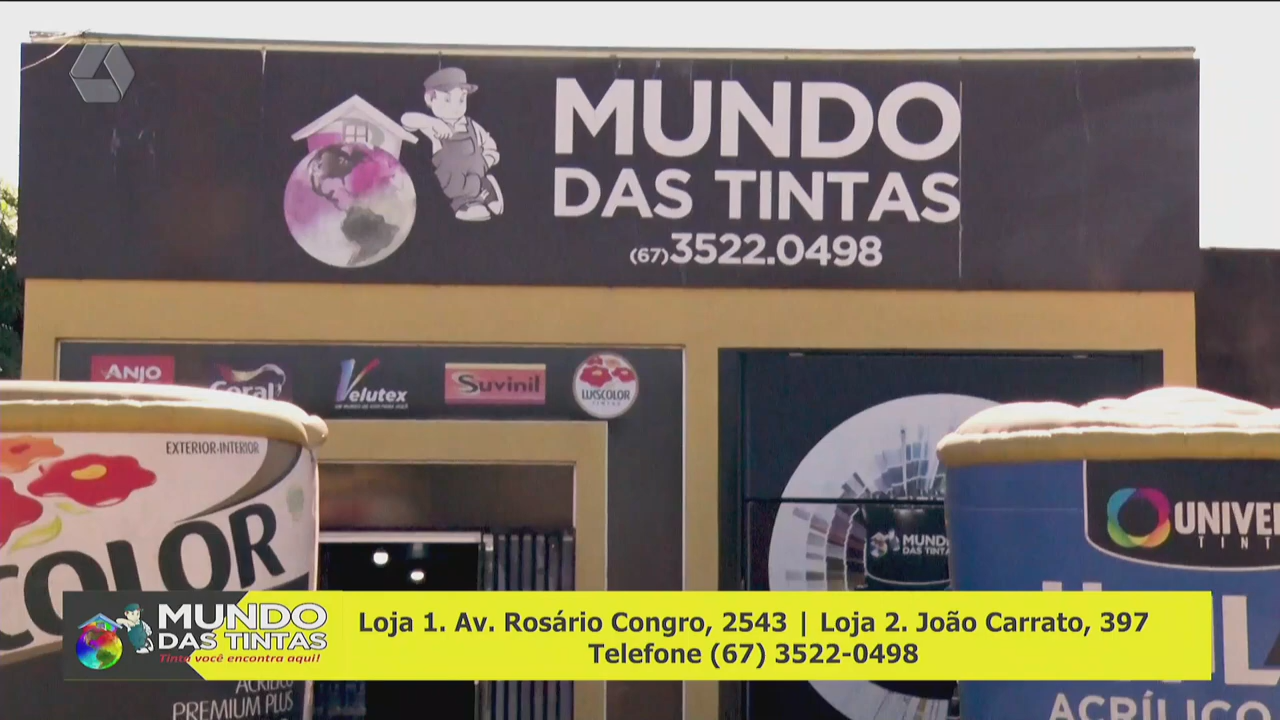 MUNDO
DAS TINTAS
(67)3522.0498
ANJO
Coral
Velutex
Suvinil
LUKSCOLOR
TINTAS
EXTERIOR-INTERIOR
COLOR
MUNDO
DAS TINTAS
UNIVER
TINT
MUNDO
DAS TINTAS
Tinta você encontra aqui!
Loja 1. Av. Rosário Congro, 2543 | Loja 2. João Carrato, 397
Telefone (67) 3522-0498
ACRÍLICO
PREMIUM PLUS
ACRÍLICO